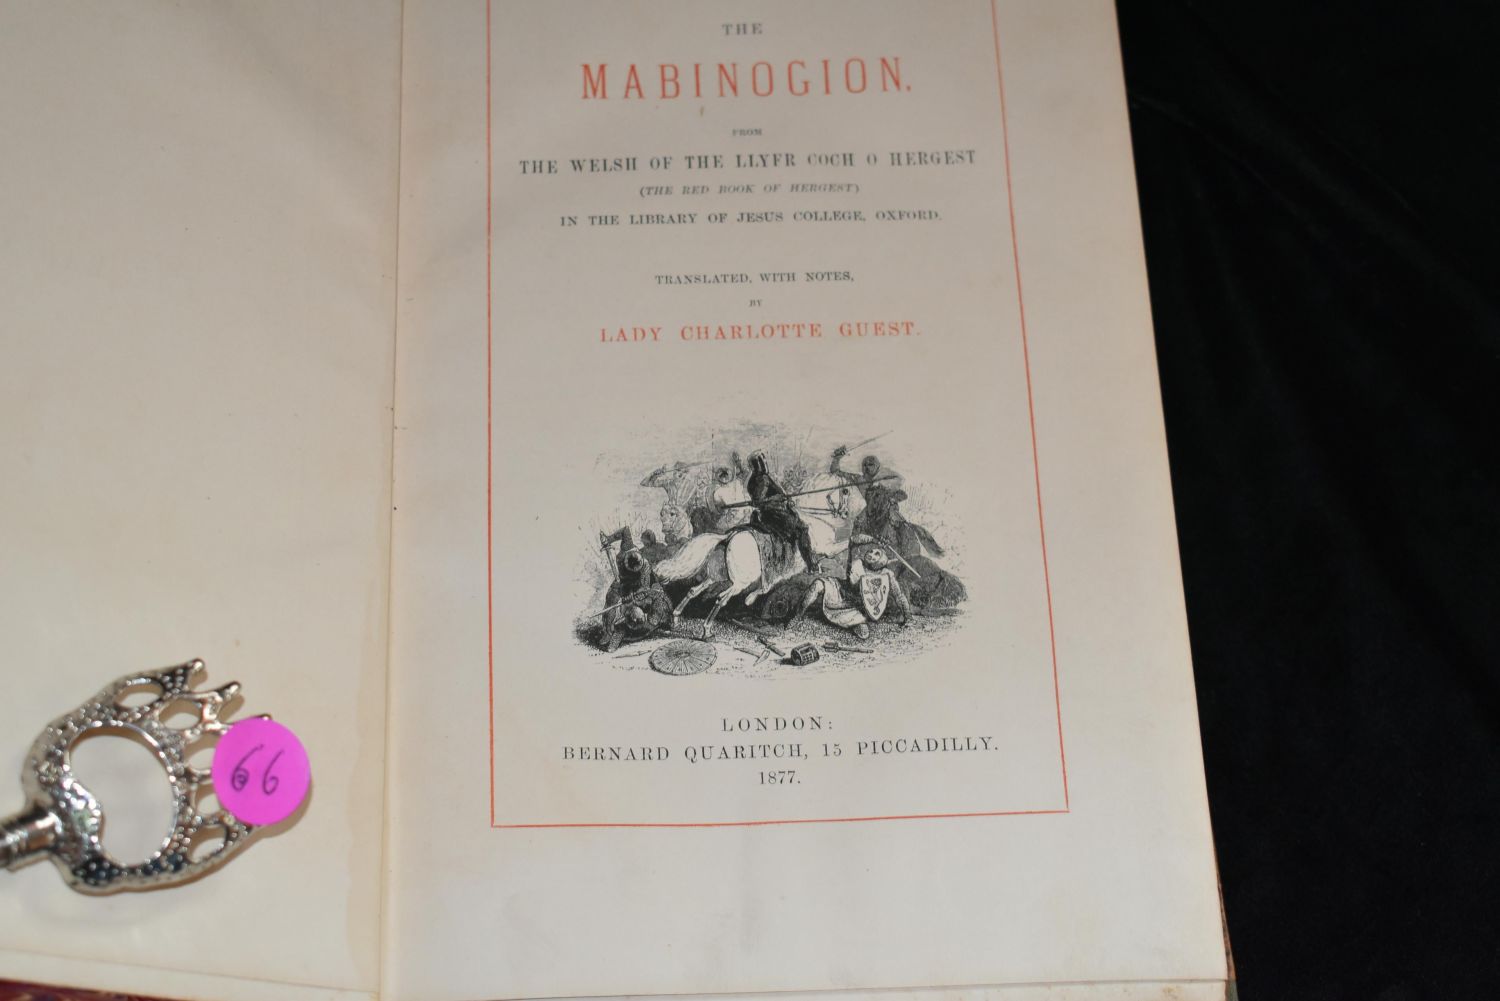 THE
MABINOGION.
FROM
THE WELSH OF THE LLYFR COCH O HERGEST
(THE RED BOOK OF HERGEST)
IN THE LIBRARY OF JESUS COLLEGE, OXFORD.
TRANSLATED, WITH NOTES,
BY
LADY CHARLOTTE GUEST.
LONDON:
BERNARD QUARITCH, 15 PICCADILLY.
1877.
66